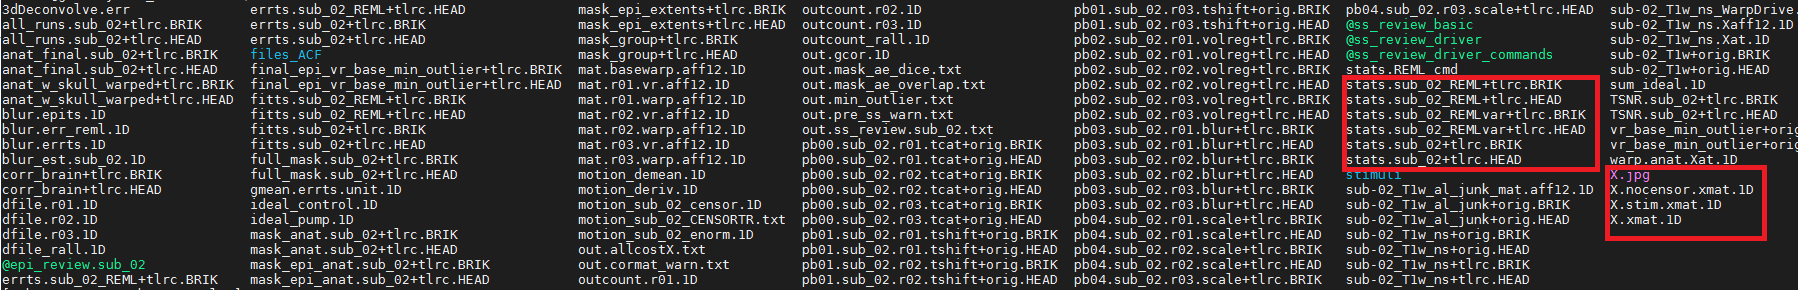 3dDeconvolve.err errts.sub_02_REML+tlrc.HEAD mask_epi_extents+tlrc.BRIK outcount.r02.1D pb01.sub_02.r03.tshift+orig.BRIK pb04.sub_02.r03.scale+tlrc.HEAD sub-02_T1w_ns_WarpDrive.
all_runs.sub_02+tlrc.BRIK errts.sub_02+tlrc.BRIK mask_epi_extents+tlrc.HEAD outcount.r03.1D pb01.sub_02.r03.tshift+orig.HEAD @ss_review_basic sub-02_T1w_ns.Xaff12.1D
all_runs.sub_02+tlrc.HEAD errts.sub_02+tlrc.HEAD mask_group+tlrc.BRIK outcount_rall.1D pb02.sub_02.r01.volreg+tlrc.BRIK @ss_review_driver sub-02_T1w_ns.Xat.1D
anat_final.sub_02+tlrc.BRIK files_ACF mask_group+tlrc.HEAD out.gcor.1D pb02.sub_02.r01.volreg+tlrc.HEAD @ss_review_driver_commands sub-02_T1w+orig.BRIK
anat_final.sub_02+tlrc.HEAD final_epi_vr_base_min_outlier+tlrc.BRIK mat.basewarp.aff12.1D out.mask_ae_dice.txt pb02.sub_02.r02.volreg+tlrc.BRIK stats.REML_cmd sub-02_T1w+orig.HEAD
anat_w_skull_warped+tlrc.BRIK final_epi_vr_base_min_outlier+tlrc.HEAD mat.r01.vr.aff12.1D out.mask_ae_overlap.txt pb02.sub_02.r02.volreg+tlrc.HEAD stats.sub_02_REML+tlrc.BRIK sum_ideal.1D
anat_w_skull_warped+tlrc.HEAD fitts.sub_02_REML+tlrc.BRIK mat.r01.warp.aff12.1D out.min_outlier.txt pb02.sub_02.r03.volreg+tlrc.BRIK stats.sub_02_REML+tlrc.HEAD TSNR.sub_02+tlrc.BRIK
blur.epits.1D fitts.sub_02_REML+tlrc.HEAD mat.r02.vr.aff12.1D out.pre_ss_warn.txt pb02.sub_02.r03.volreg+tlrc.HEAD stats.sub_02_REMLvar+tlrc.BRIK TSNR.sub_02+tlrc.HEAD
blur.err_reml.1D fitts.sub_02+tlrc.BRIK mat.r02.warp.aff12.1D out.ss_review.sub_02.txt pb03.sub_02.r01.blur+tlrc.BRIK stats.sub_02_REMLvar+tlrc.HEAD vr_base_min_outlier+orig
blur.errts.1D fitts.sub_02+tlrc.HEAD mat.r03.vr.aff12.1D pb00.sub_02.r01.tcat+orig.BRIK pb03.sub_02.r01.blur+tlrc.HEAD stats.sub_02+tlrc.BRIK vr_base_min_outlier+orig
blur_est.sub_02.1D full_mask.sub_02+tlrc.BRIK mat.r03.warp.aff12.1D pb00.sub_02.r01.tcat+orig.HEAD pb03.sub_02.r02.blur+tlrc.BRIK stats.sub_02+tlrc.HEAD warp.anat.Xat.1D
corr_brain+tlrc.BRIK full_mask.sub_02+tlrc.HEAD motion_demean.1D pb00.sub_02.r02.tcat+orig.BRIK pb03.sub_02.r02.blur+tlrc.HEAD stimuli X.jpg
corr_brain+tlrc.HEAD gmean.errts.unit.1D motion_deriv.1D pb00.sub_02.r02.tcat+orig.HEAD pb03.sub_02.r03.blur+tlrc.BRIK sub-02_T1w_al_junk_mat.aff12.1D X.nocensor.xmat.1D
dfile.r01.1D ideal_control.1D motion_sub_02_censor.1D pb00.sub_02.r03.tcat+orig.BRIK pb03.sub_02.r03.blur+tlrc.HEAD sub-02_T1w_al_junk+orig.BRIK X.stim.xmat.1D
dfile.r02.1D ideal_pump.1D motion_sub_02_CENSORTR.txt pb00.sub_02.r03.tcat+orig.HEAD pb04.sub_02.r01.scale+tlrc.BRIK sub-02_T1w_al_junk+orig.HEAD X.xmat.1D
dfile.r03.1D mask_anat.sub_02+tlrc.BRIK motion_sub_02_enorm.1D pb01.sub_02.r01.tshift+orig.BRIK pb04.sub_02.r01.scale+tlrc.HEAD sub-02_T1w_ns+orig.BRIK
dfile_rall.1D mask_anat.sub_02+tlrc.HEAD out.allcostX.txt pb01.sub_02.r01.tshift+orig.HEAD pb04.sub_02.r02.scale+tlrc.BRIK sub-02_T1w_ns+orig.HEAD
@epi_review.sub_02 mask_epi_anat.sub_02+tlrc.BRIK out.cormat_warn.txt pb01.sub_02.r02.tshift+orig.BRIK pb04.sub_02.r02.scale+tlrc.HEAD sub-02_T1w_ns+tlrc.BRIK
errts.sub_02_REML+tlrc.BRIK mask_epi_anat.sub_02+tlrc.HEAD outcount.r01.1D pb01.sub_02.r02.tshift+orig.HEAD pb04.sub_02.r03.scale+tlrc.BRIK sub-02_T1w_ns+tlrc.HEAD